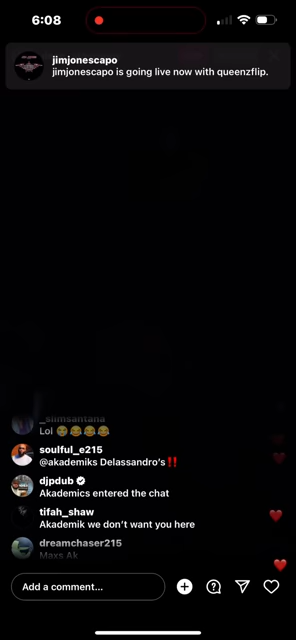 6:08
jimjonescapo
jimjonescapo is going live now with queenzflip.
_slimsantana
Lol 😂😂😂😂
soulful_e215
@akademiks Delassandro's‼️
djpdub
Akademics entered the chat
tifah_shaw
Akademik we don't want you here
dreamchaser215
Maxs Ak
Add a comment...